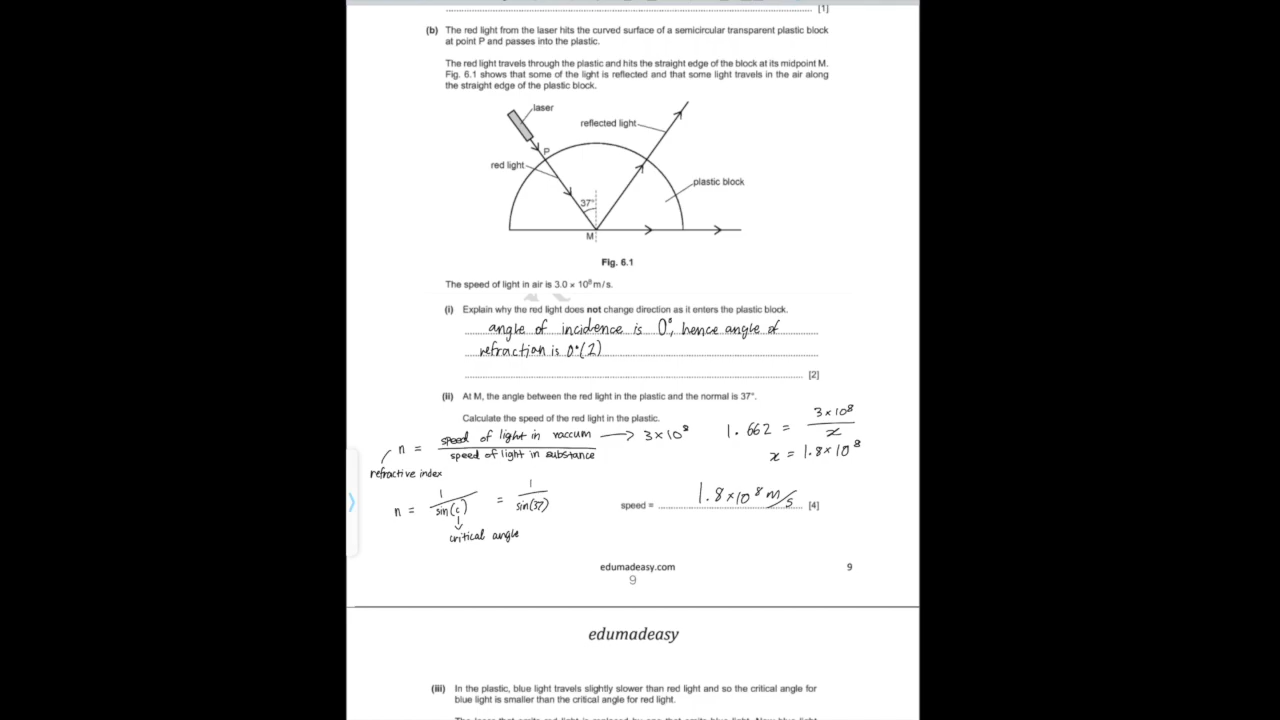 [1]
(b) The red light from the laser hits the curved surface of a semicircular transparent plastic block
at point P and passes into the plastic.
The red light travels through the plastic and hits the straight edge of the block at its midpoint M.
Fig. 6.1 shows that some of the light is reflected and that some light travels in the air along
the straight edge of the plastic block.
laser
reflected light
P
red light
plastic block
37°
M
Fig. 6.1
The speed of light in air is 3.0 × 10⁸ m/s.
(i) Explain why the red light does not change direction as it enters the plastic block.
angle of incidence is 0°, hence angle of
refraction is 0°(2)
[2]
(ii) At M, the angle between the red light in the plastic and the normal is 37°.
Calculate the speed of the red light in the plastic.
n = speed of light in vaccum / speed of light in substance → 3×10⁸
refractive index
1.662 = 3×10⁸ / x
x = 1.8×10⁸
n = 1 / sin(c) = 1 / sin(37)
critical angle
speed = 1.8×10⁸ m/s [4]
edumadeasy.com 9
9
edumadeasy
(iii) In the plastic, blue light travels slightly slower than red light and so the critical angle for
blue light is smaller than the critical angle for red light.